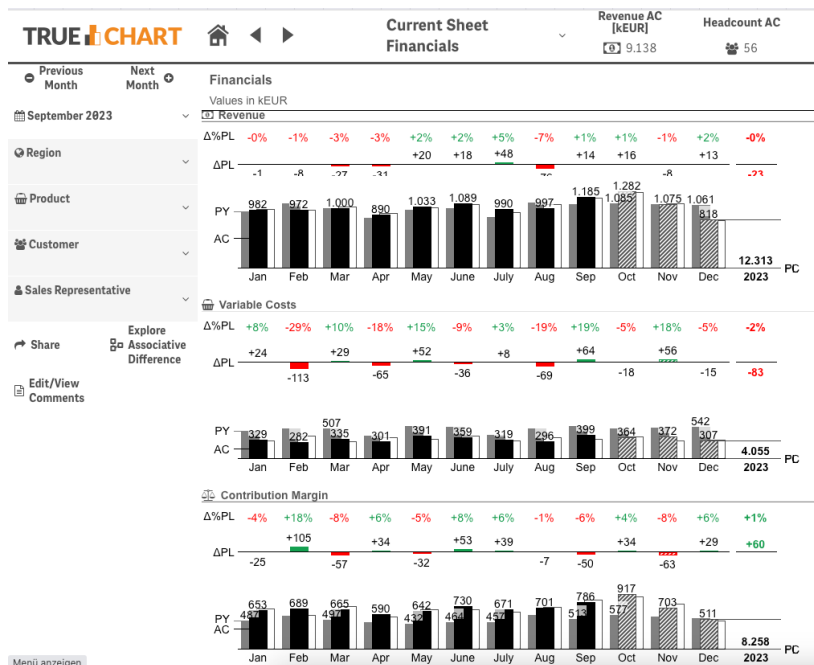 TRUE CHART
Current Sheet
Financials
Revenue AC
[kEUR]
9.138
Headcount AC
56
Previous
Month
Next
Month
September 2023
Region
Product
Customer
Sales Representative
Share
Explore
Associative
Difference
Edit/View
Comments
Menü anzeigen
Financials
Values in kEUR
Revenue
Δ%PL -0% -1% -3% -3% +2% +2% +5% -7% +1% +1% -1% +2% -0%
+20 +18 +48 +14 +16 +13
ΔPL -1 -8 -27 -31 -8 -23
1.282
982 972 1.000 890 1.033 1.089 990 997 1.185 1.085 1.075 1.061
PY
818
AC
12.313
PC
Jan Feb Mar Apr May June July Aug Sep Oct Nov Dec 2023
Variable Costs
Δ%PL +8% -29% +10% -18% +15% -9% +3% -19% +19% -5% +18% -5% -2%
+24 +29 +52 +8 +64 +56
ΔPL
-113 -65 -36 -69 -18 -15 -83
507 542
PY 329 282 335 301 391 359 319 296 399 364 372 307
AC
4.055
PC
Jan Feb Mar Apr May June July Aug Sep Oct Nov Dec 2023
Contribution Margin
Δ%PL -4% +18% -8% +6% -5% +8% +6% -1% -6% +4% -8% +6% +1%
+105 +34 +53 +39 +34 +29 +60
ΔPL
-25 -57 -32 -7 -50 -63
917
653 689 665 590 642 730 671 701 786 703 511
PY 487 497 432 464 457 513 577
AC
8.258
PC
Jan Feb Mar Apr May June July Aug Sep Oct Nov Dec 2023